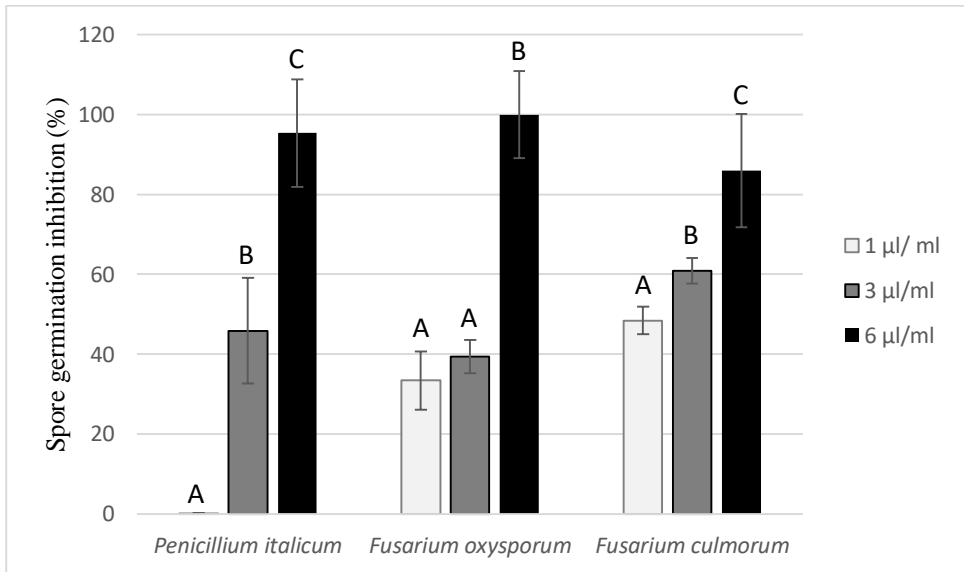 Spore germination inhibition (%)
120
100
80
60
40
20
0
A
B
C
A
A
B
A
B
C
Penicillium italicum
Fusarium oxysporum
Fusarium culmorum
1 µl/ ml
3 µl/ml
6 µl/ml